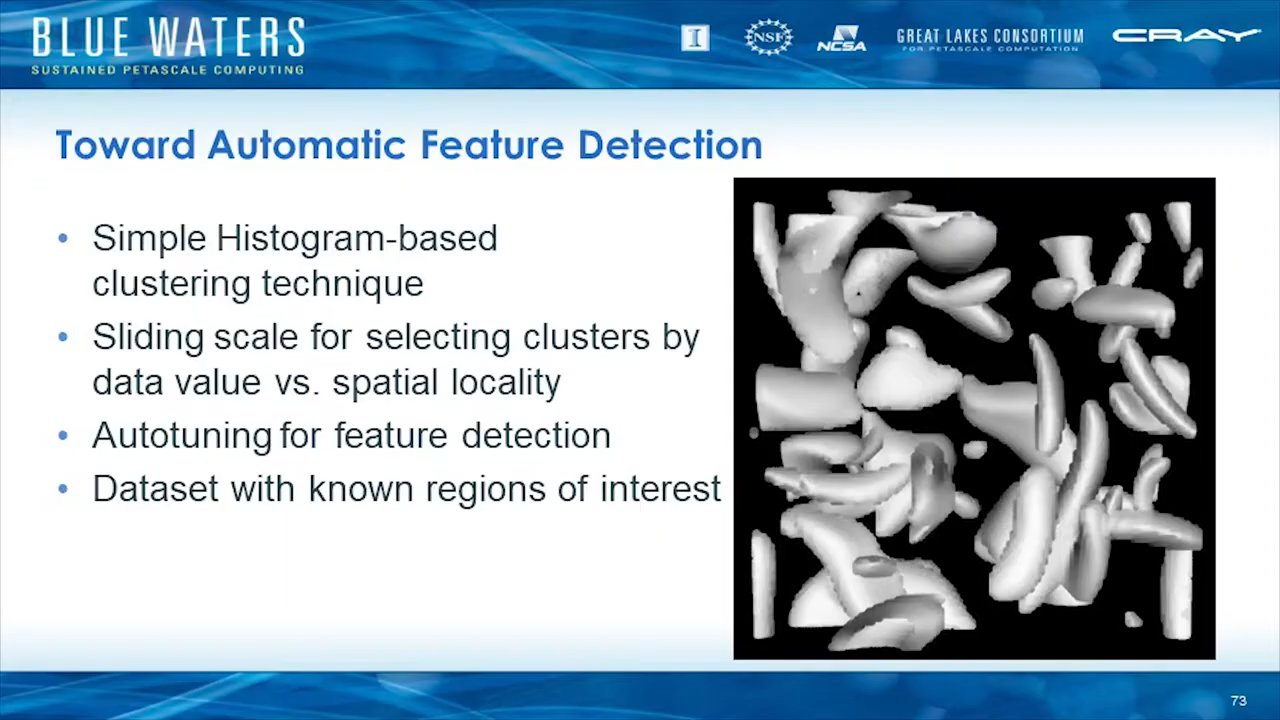 BLUE WATERS
SUSTAINED PETASCALE COMPUTING
I
NSF
NCSA
GREAT LAKES CONSORTIUM
FOR PETASCALE COMPUTATION
CRAY
Toward Automatic Feature Detection
• Simple Histogram-based
clustering technique
• Sliding scale for selecting clusters by
data value vs. spatial locality
• Autotuning for feature detection
• Dataset with known regions of interest
73